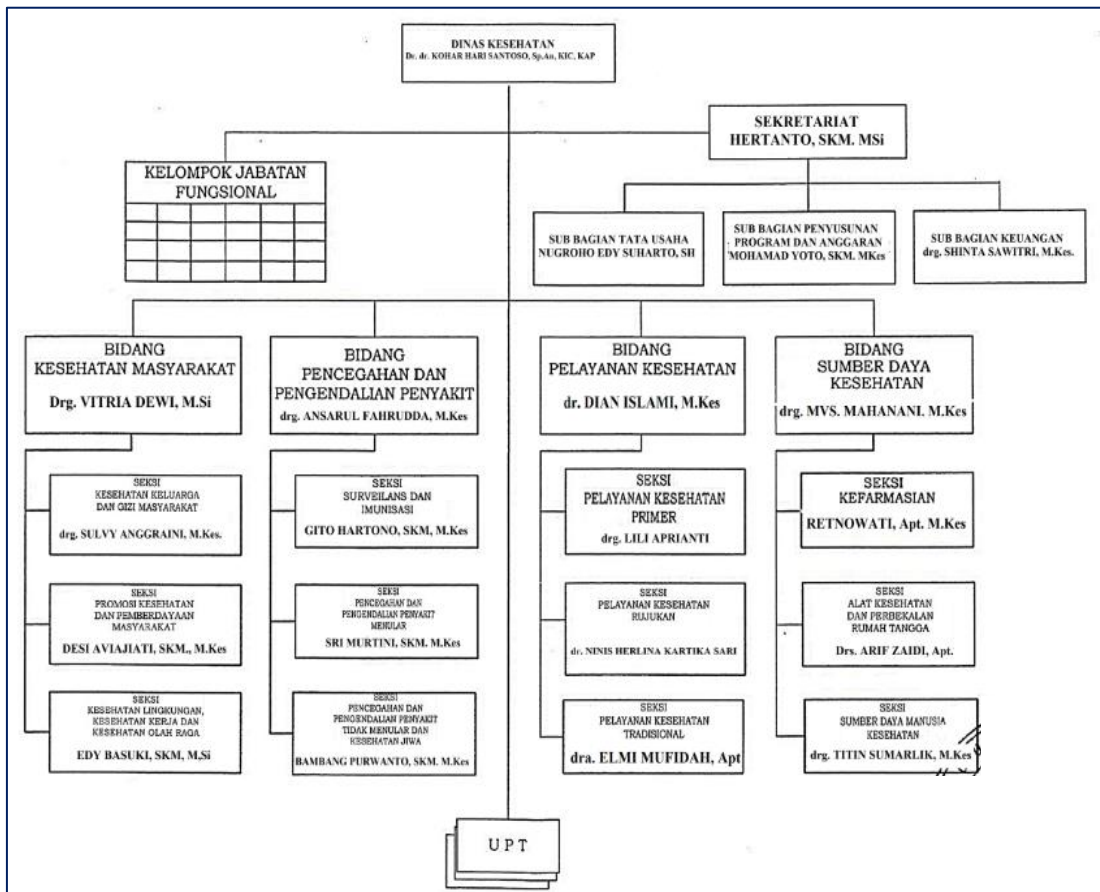 DINAS KESEHATAN
Dr. dr. KOHAR HARI SANTOSO, Sp.An, KIC, KAP
SEKRETARIAT
HERTANTO, SKM. MSi
KELOMPOK JABATAN
FUNGSIONAL
SUB BAGIAN TATA USAHA
NUGROHO EDY SUHARTO, SH
SUB BAGIAN PENYUSUNAN
PROGRAM DAN ANGGARAN
MOHAMAD YOTO, SKM. MKes
SUB BAGIAN KEUANGAN
drg. SHINTA SAWITRI, M.Kes.
BIDANG
KESEHATAN MASYARAKAT
Drg. VITRIA DEWI, M.Si
BIDANG
PENCEGAHAN DAN
PENGENDALIAN PENYAKIT
drg. ANSARUL FAHRUDDA, M.Kes
BIDANG
PELAYANAN KESEHATAN
dr. DIAN ISLAMI, M.Kes
BIDANG
SUMBER DAYA
KESEHATAN
drg. MVS. MAHANANI. M.Kes
SEKSI
KESEHATAN KELUARGA
DAN GIZI MASYARAKAT
drg. SULVY ANGGRAINI, M.Kes.
SEKSI
SURVEILANS DAN
IMUNISASI
GITO HARTONO, SKM, M.Kes
SEKSI
PELAYANAN KESEHATAN
PRIMER
drg. LILI APRIANTI
SEKSI
KEFARMASIAN
RETNOWATI, Apt. M.Kes
SEKSI
PROMOSI KESEHATAN
DAN PEMBERDAYAAN
MASYARAKAT
DESI AVIAJIATI, SKM., M.Kes
SEKSI
PENCEGAHAN DAN
PENGENDALIAN PENYAKIT
MENULAR
SRI MURTINI, SKM. M.Kes
SEKSI
PELAYANAN KESEHATAN
RUJUKAN
dr. NINIS HERLINA KARTIKA SARI
SEKSI
ALAT KESEHATAN
DAN PERBEKALAN
RUMAH TANGGA
Drs. ARIF ZAIDI, Apt.
SEKSI
KESEHATAN LINGKUNGAN,
KESEHATAN KERJA DAN
KESEHATAN OLAH RAGA
EDY BASUKI, SKM, M,Si
SEKSI
PENCEGAHAN DAN
PENGENDALIAN PENYAKIT
TIDAK MENULAR DAN
KESEHATAN JIWA
BAMBANG PURWANTO, SKM. M.Kes
SEKSI
PELAYANAN KESEHATAN
TRADISIONAL
dra. ELMI MUFIDAH, Apt
SEKSI
SUMBER DAYA MANUSIA
KESEHATAN
drg. TITIN SUMARLIK, M.Kes
U P T